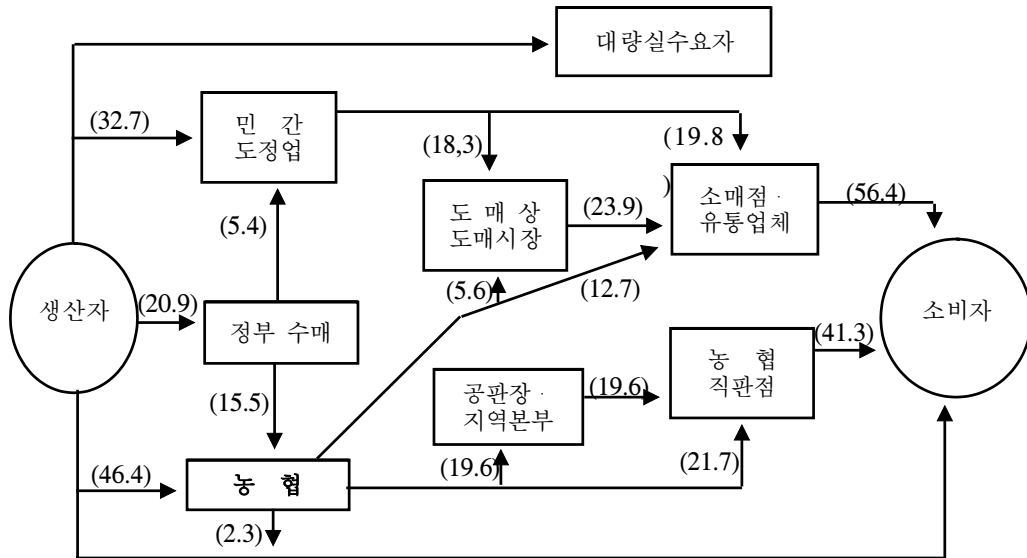 대량실수요자
(32.7)
민 간
도정업
(18,3)
(19.8
)
소매점 ·
유통업체
(56.4)
도 매 상
도매시장
(23.9)
(5.4)
(5.6)
(12.7)
생산자
(20.9)
정부 수매
소비자
(41.3)
농 협
직판점
(15.5)
공판장 ·
지역본부
(19.6)
(46.4)
농 협
(19.6)
(21.7)
(2.3)